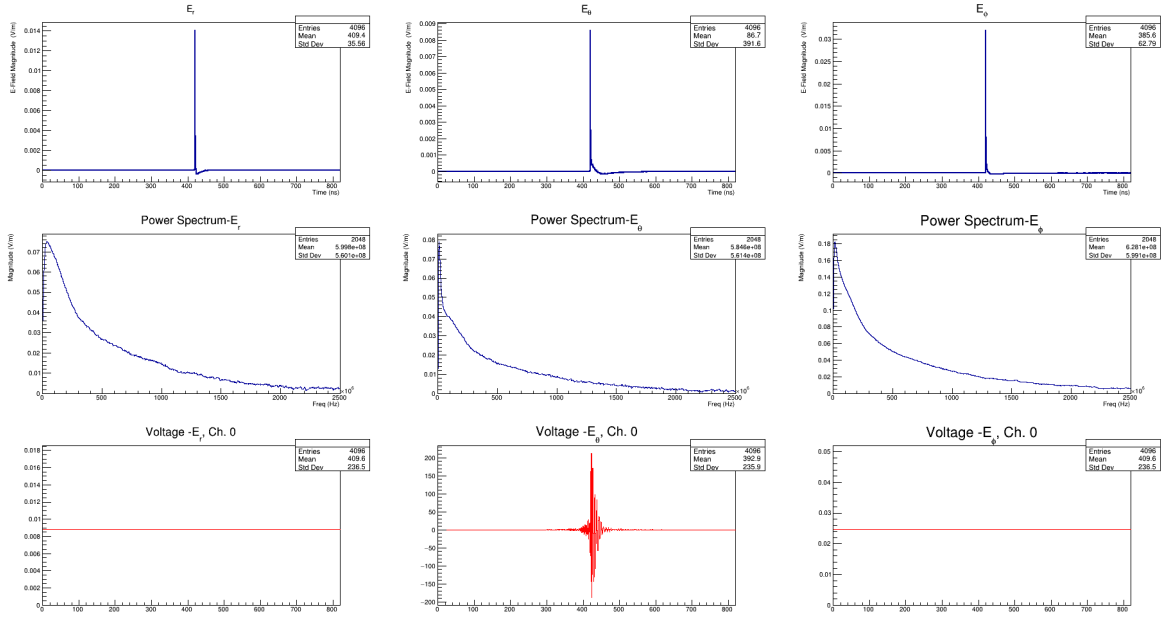 E_r
Entries 4096
Mean 409.4
Std Dev 35.56
E-Field Magnitude (V/m)
0.014
0.012
0.01
0.008
0.006
0.004
0.002
0
0 100 200 300 400 500 600 700 800
Time (ns)
E_θ
Entries 4096
Mean 86.7
Std Dev 391.6
E-Field Magnitude (V/m)
0.009
0.008
0.007
0.006
0.005
0.004
0.003
0.002
0.001
0
0 100 200 300 400 500 600 700 800
Time (ns)
E_ϕ
Entries 4096
Mean 385.6
Std Dev 62.79
E-Field Magnitude (V/m)
0.03
0.025
0.02
0.015
0.01
0.005
0
0 100 200 300 400 500 600 700 800
Time (ns)
Power Spectrum-E_r
Entries 2048
Mean 5.998e+08
Std Dev 5.601e+08
Magnitude (V/m)
0.07
0.06
0.05
0.04
0.03
0.02
0.01
0
0 500 1000 1500 2000 2500
×10^6
Freq (Hz)
Power Spectrum-E_θ
Entries 2048
Mean 5.846e+08
Std Dev 5.614e+08
Magnitude (V/m)
0.08
0.07
0.06
0.05
0.04
0.03
0.02
0.01
0
0 500 1000 1500 2000 2500
×10^6
Freq (Hz)
Power Spectrum-E_ϕ
Entries 2048
Mean 6.281e+08
Std Dev 5.991e+08
Magnitude (V/m)
0.18
0.16
0.14
0.12
0.1
0.08
0.06
0.04
0.02
0
0 500 1000 1500 2000 2500
×10^6
Freq (Hz)
Voltage -E_r, Ch. 0
Entries 4096
Mean 409.6
Std Dev 236.5
0.018
0.016
0.014
0.012
0.01
0.008
0.006
0.004
0.002
0
0 100 200 300 400 500 600 700 800
Voltage -E_θ, Ch. 0
Entries 4096
Mean 392.9
Std Dev 235.9
200
150
100
50
0
−50
−100
−150
−200
0 100 200 300 400 500 600 700 800
Voltage -E_ϕ, Ch. 0
Entries 4096
Mean 409.6
Std Dev 236.5
0.05
0.04
0.03
0.02
0.01
0
0 100 200 300 400 500 600 700 800